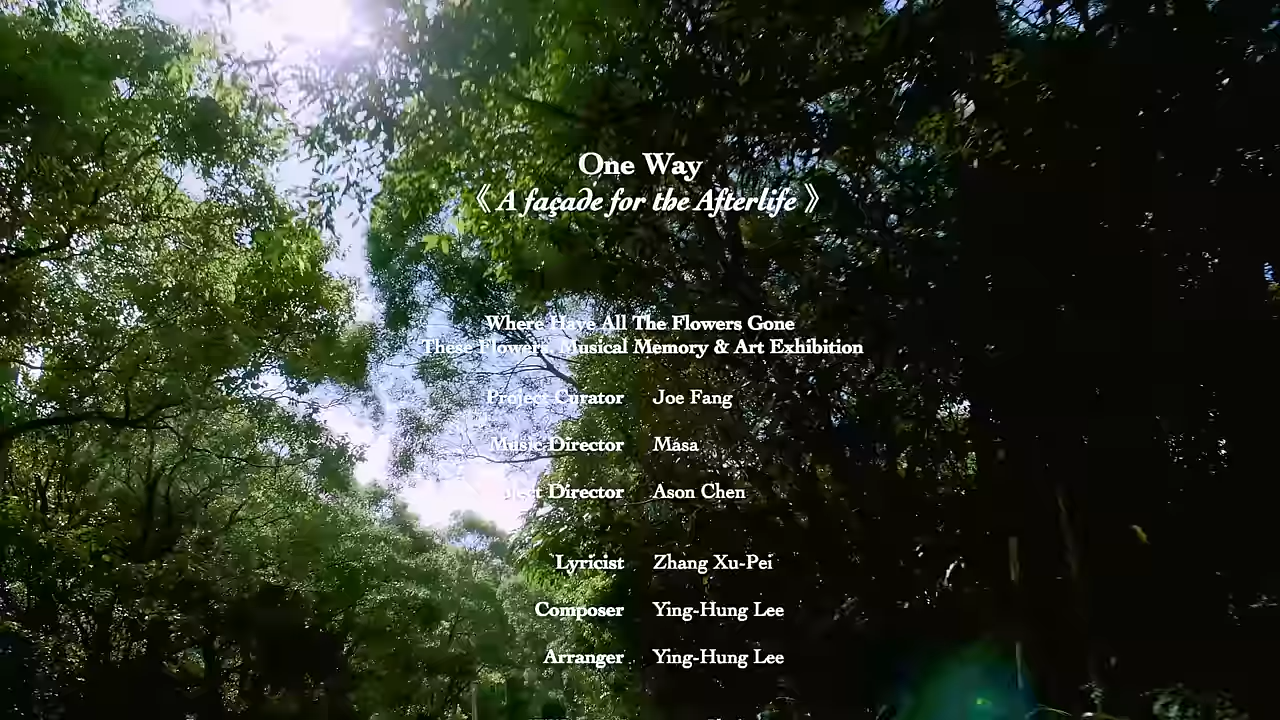 One Way
《A façade for the Afterlife》
Where Have All The Flowers Gone
These Flowers' Musical Memory & Art Exhibition
Project Curator Joe Fang
Music Director Masa
Project Director Ason Chen
Lyricist Zhang Xu-Pei
Composer Ying-Hung Lee
Arranger Ying-Hung Lee